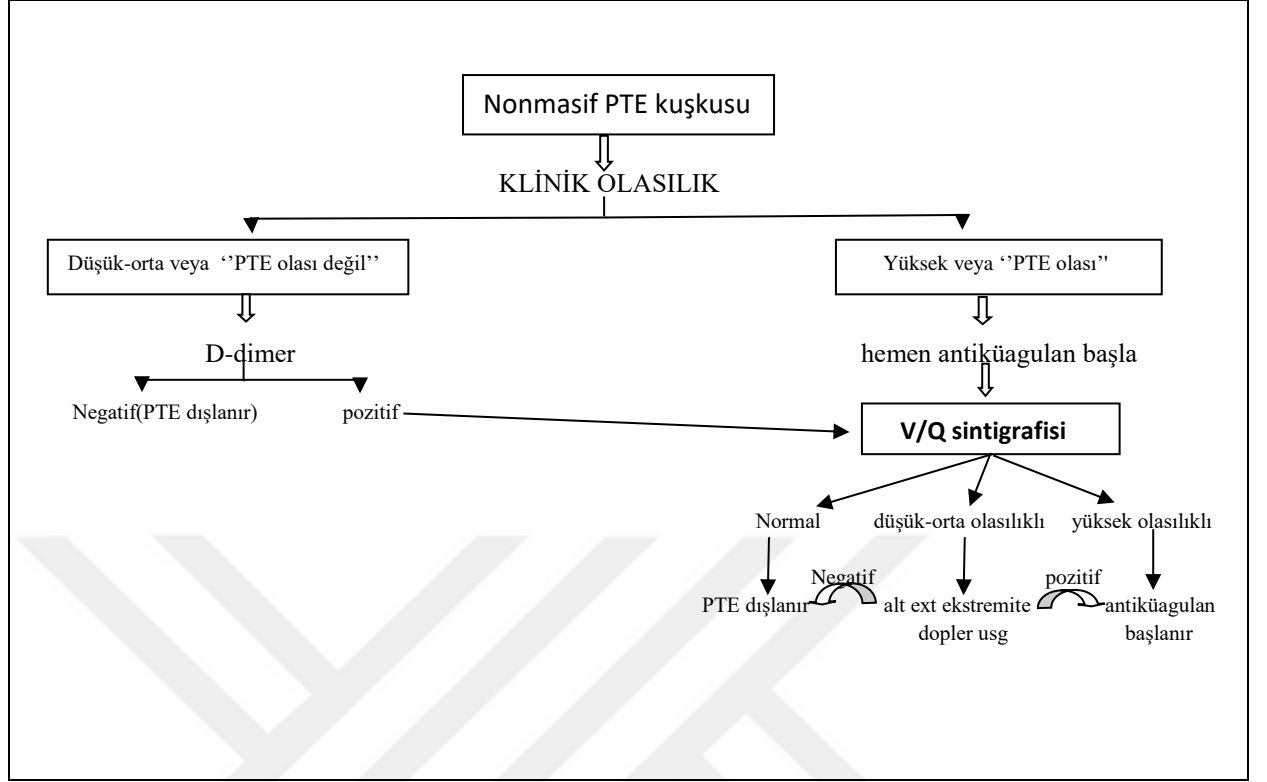 Nonmasif PTE kuşkusu
KLİNİK OLASILIK
Düşük-orta veya ‘’PTE olası değil’’
Yüksek veya ‘’PTE olası’'
D-dimer
hemen antiküagulan başla
Negatif(PTE dışlanır)
pozitif
V/Q sintigrafisi
Normal
düşük-orta olasılıklı
yüksek olasılıklı
Negatif
pozitif
PTE dışlanır
alt ext ekstremite
dopler usg
antiküagulan
başlanır